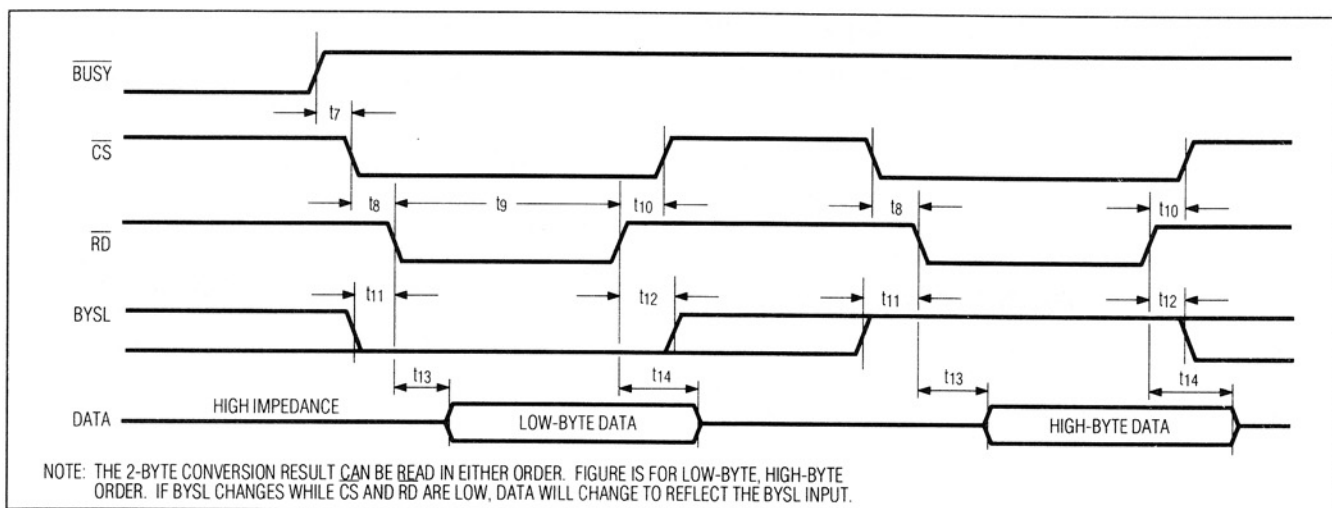 BUSY
t7
CS
t8 t9 t10 t8 t10
RD
t11 t12 t11 t12
BYSL
t13 t14 t13 t14
HIGH IMPEDANCE
DATA LOW-BYTE DATA HIGH-BYTE DATA
NOTE: THE 2-BYTE CONVERSION RESULT CAN BE READ IN EITHER ORDER. FIGURE IS FOR LOW-BYTE, HIGH-BYTE
ORDER. IF BYSL CHANGES WHILE C̅S̅ AND R̅D̅ ARE LOW, DATA WILL CHANGE TO REFLECT THE BYSL INPUT.